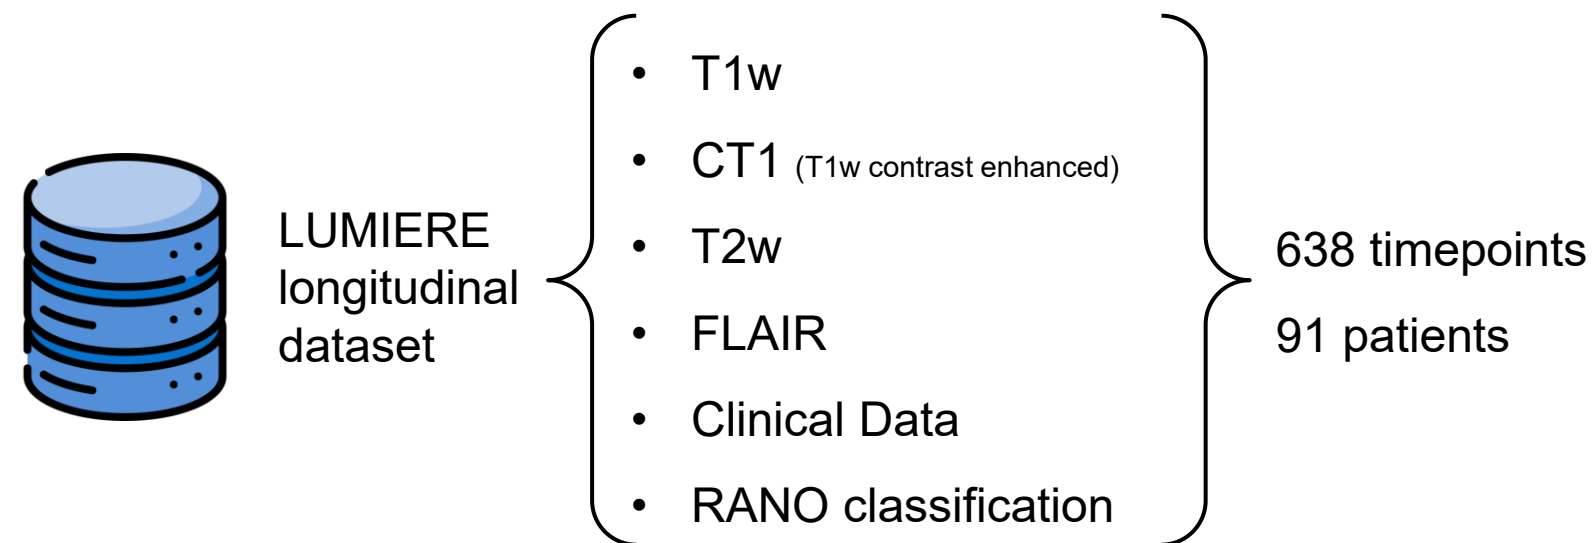 LUMIERE
longitudinal
dataset
• T1w
• CT1 (T1w contrast enhanced)
• T2w
• FLAIR
• Clinical Data
• RANO classification
638 timepoints
91 patients